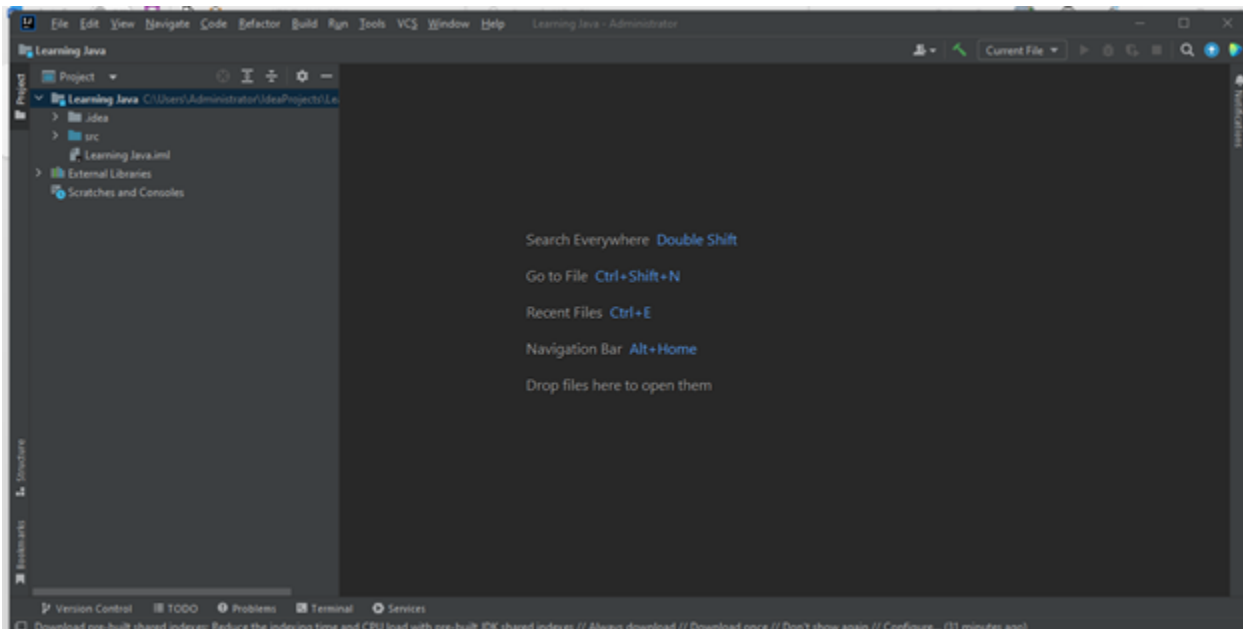 File Edit View Navigate Code Refactor Build Run Tools VCS Window Help Learning Java - Administrator
Learning Java
Current File
Project
Project
Learning Java C:\Users\Administrator\IdeaProjects\Le
.idea
src
Learning Java.iml
External Libraries
Scratches and Consoles
Notifications
Search Everywhere Double Shift
Go to File Ctrl+Shift+N
Recent Files Ctrl+E
Navigation Bar Alt+Home
Drop files here to open them
Structure
Bookmarks
Version Control TODO Problems Terminal Services
Download pre-built shared indexes: Reduce the indexing time and CPU load with pre-built JDK shared indexes // Always download // Download once // Don't show again // Configure... (31 minutes ago)